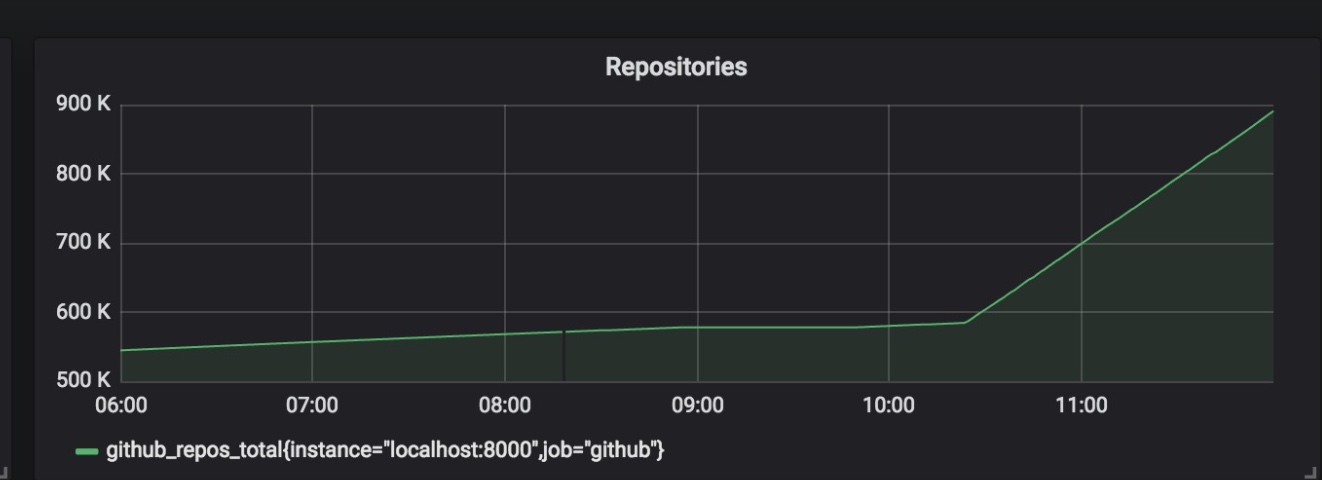 Repositories
900 K
800 K
700 K
600 K
500 K
06:00 07:00 08:00 09:00 10:00 11:00
github_repos_total{instance="localhost:8000",job="github"}